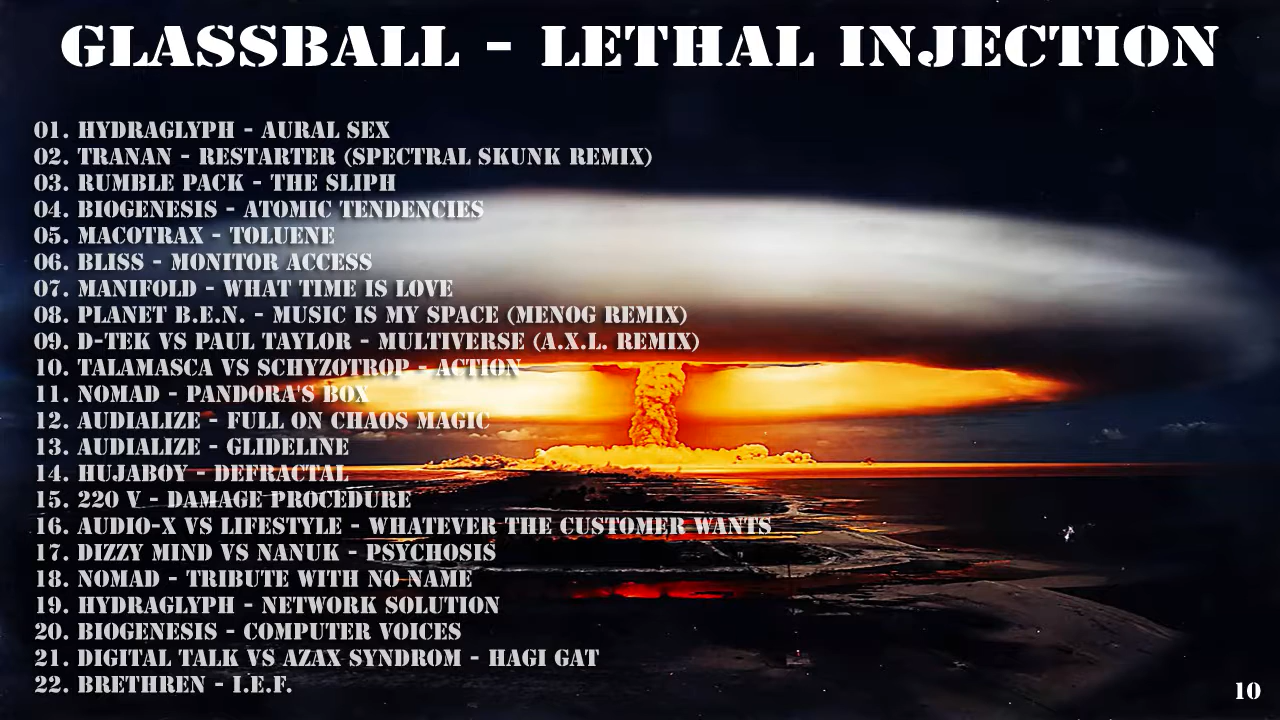 GLASSBALL - LETHAL INJECTION
01. HYDRAGLYPH - AURAL SEX
02. TRANAN - RESTARTER (SPECTRAL SKUNK REMIX)
03. RUMBLE PACK - THE SLIPH
04. BIOGENESIS - ATOMIC TENDENCIES
05. MACOTRAX - TOLUENE
06. BLISS - MONITOR ACCESS
07. MANIFOLD - WHAT TIME IS LOVE
08. PLANET B.E.N. - MUSIC IS MY SPACE (MENOG REMIX)
09. D-TEK VS PAUL TAYLOR - MULTIVERSE (A.X.L. REMIX)
10. TALAMASCA VS SCHYZOTROP - ACTION
11. NOMAD - PANDORA'S BOX
12. AUDIALIZE - FULL ON CHAOS MAGIC
13. AUDIALIZE - GLIDELINE
14. HUJABOY - DEFRACTAL
15. 220 V - DAMAGE PROCEDURE
16. AUDIO-X VS LIFESTYLE - WHATEVER THE CUSTOMER WANTS
17. DIZZY MIND VS NANUK - PSYCHOSIS
18. NOMAD - TRIBUTE WITH NO NAME
19. HYDRAGLYPH - NETWORK SOLUTION
20. BIOGENESIS - COMPUTER VOICES
21. DIGITAL TALK VS AZAX SYNDROM - HAGI GAT
22. BRETHREN - I.E.F.
10